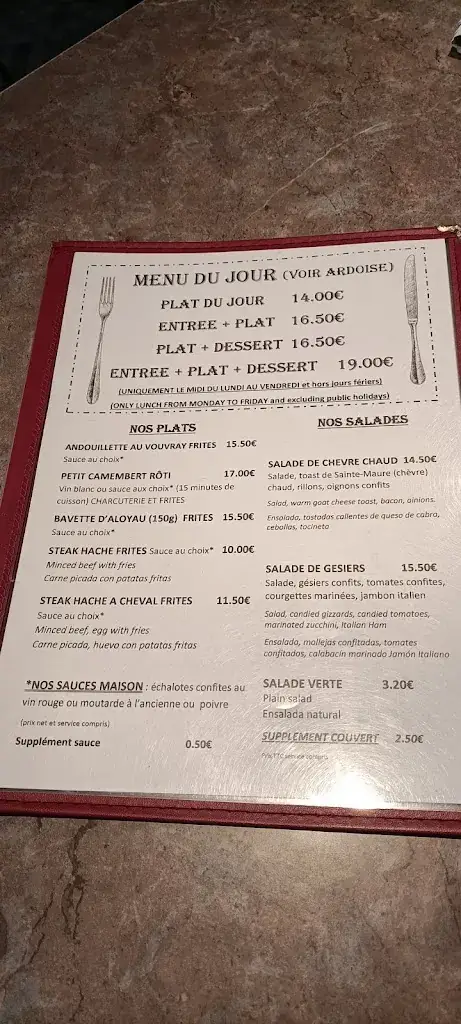 MENU DU JOUR (VOIR ARDOISE)
PLAT DU JOUR 14.00€
ENTREE + PLAT 16.50€
PLAT + DESSERT 16.50€
ENTREE + PLAT + DESSERT 19.00€
(UNIQUEMENT LE MIDI DU LUNDI AU VENDREDI et hors jours fériers)
(ONLY LUNCH FROM MONDAY TO FRIDAY and excluding public holidays)
NOS PLATS
ANDOUILLETTE AU VOUVRAY FRITES 15.50€
Sauce au choix*
PETIT CAMEMBERT RÔTI 17.00€
Vin blanc ou sauce aux choix* (15 minutes de
cuisson) CHARCUTERIE ET FRITES
BAVETTE D'ALOYAU (150g) FRITES 15.50€
Sauce au choix*
STEAK HACHE FRITES Sauce au choix* 10.00€
Minced beef with fries
Carne picada con patatas fritas
STEAK HACHE A CHEVAL FRITES 11.50€
Sauce au choix*
Minced beef, egg with fries
Carne picada, huevo con patatas fritas
*NOS SAUCES MAISON : échalotes confites au
vin rouge ou moutarde à l'ancienne ou poivre
(prix net et service compris)
Supplément sauce 0.50€
NOS SALADES
SALADE DE CHEVRE CHAUD 14.50€
Salade, toast de Sainte-Maure (chèvre)
chaud, rillons, oignons confits
Salad, warm goat cheese toast, bacon, ainions.
Ensalada, tostadas callentes de queso de cabra,
cebollas, tocineta
SALADE DE GESIERS 15.50€
Salade, gésiers confits, tomates confites,
courgettes marinées, jambon italien
Salad, candied gizzards, candied tomatoes,
marinated zucchini, Italian Ham
Ensalada, mollejas confitadas, tomates
confitados, calabacin marinado Jamón Italiano
SALADE VERTE 3.20€
Plain salad
Ensalada natural
SUPPLEMENT COUVERT 2.50€
Prix TTC service compris